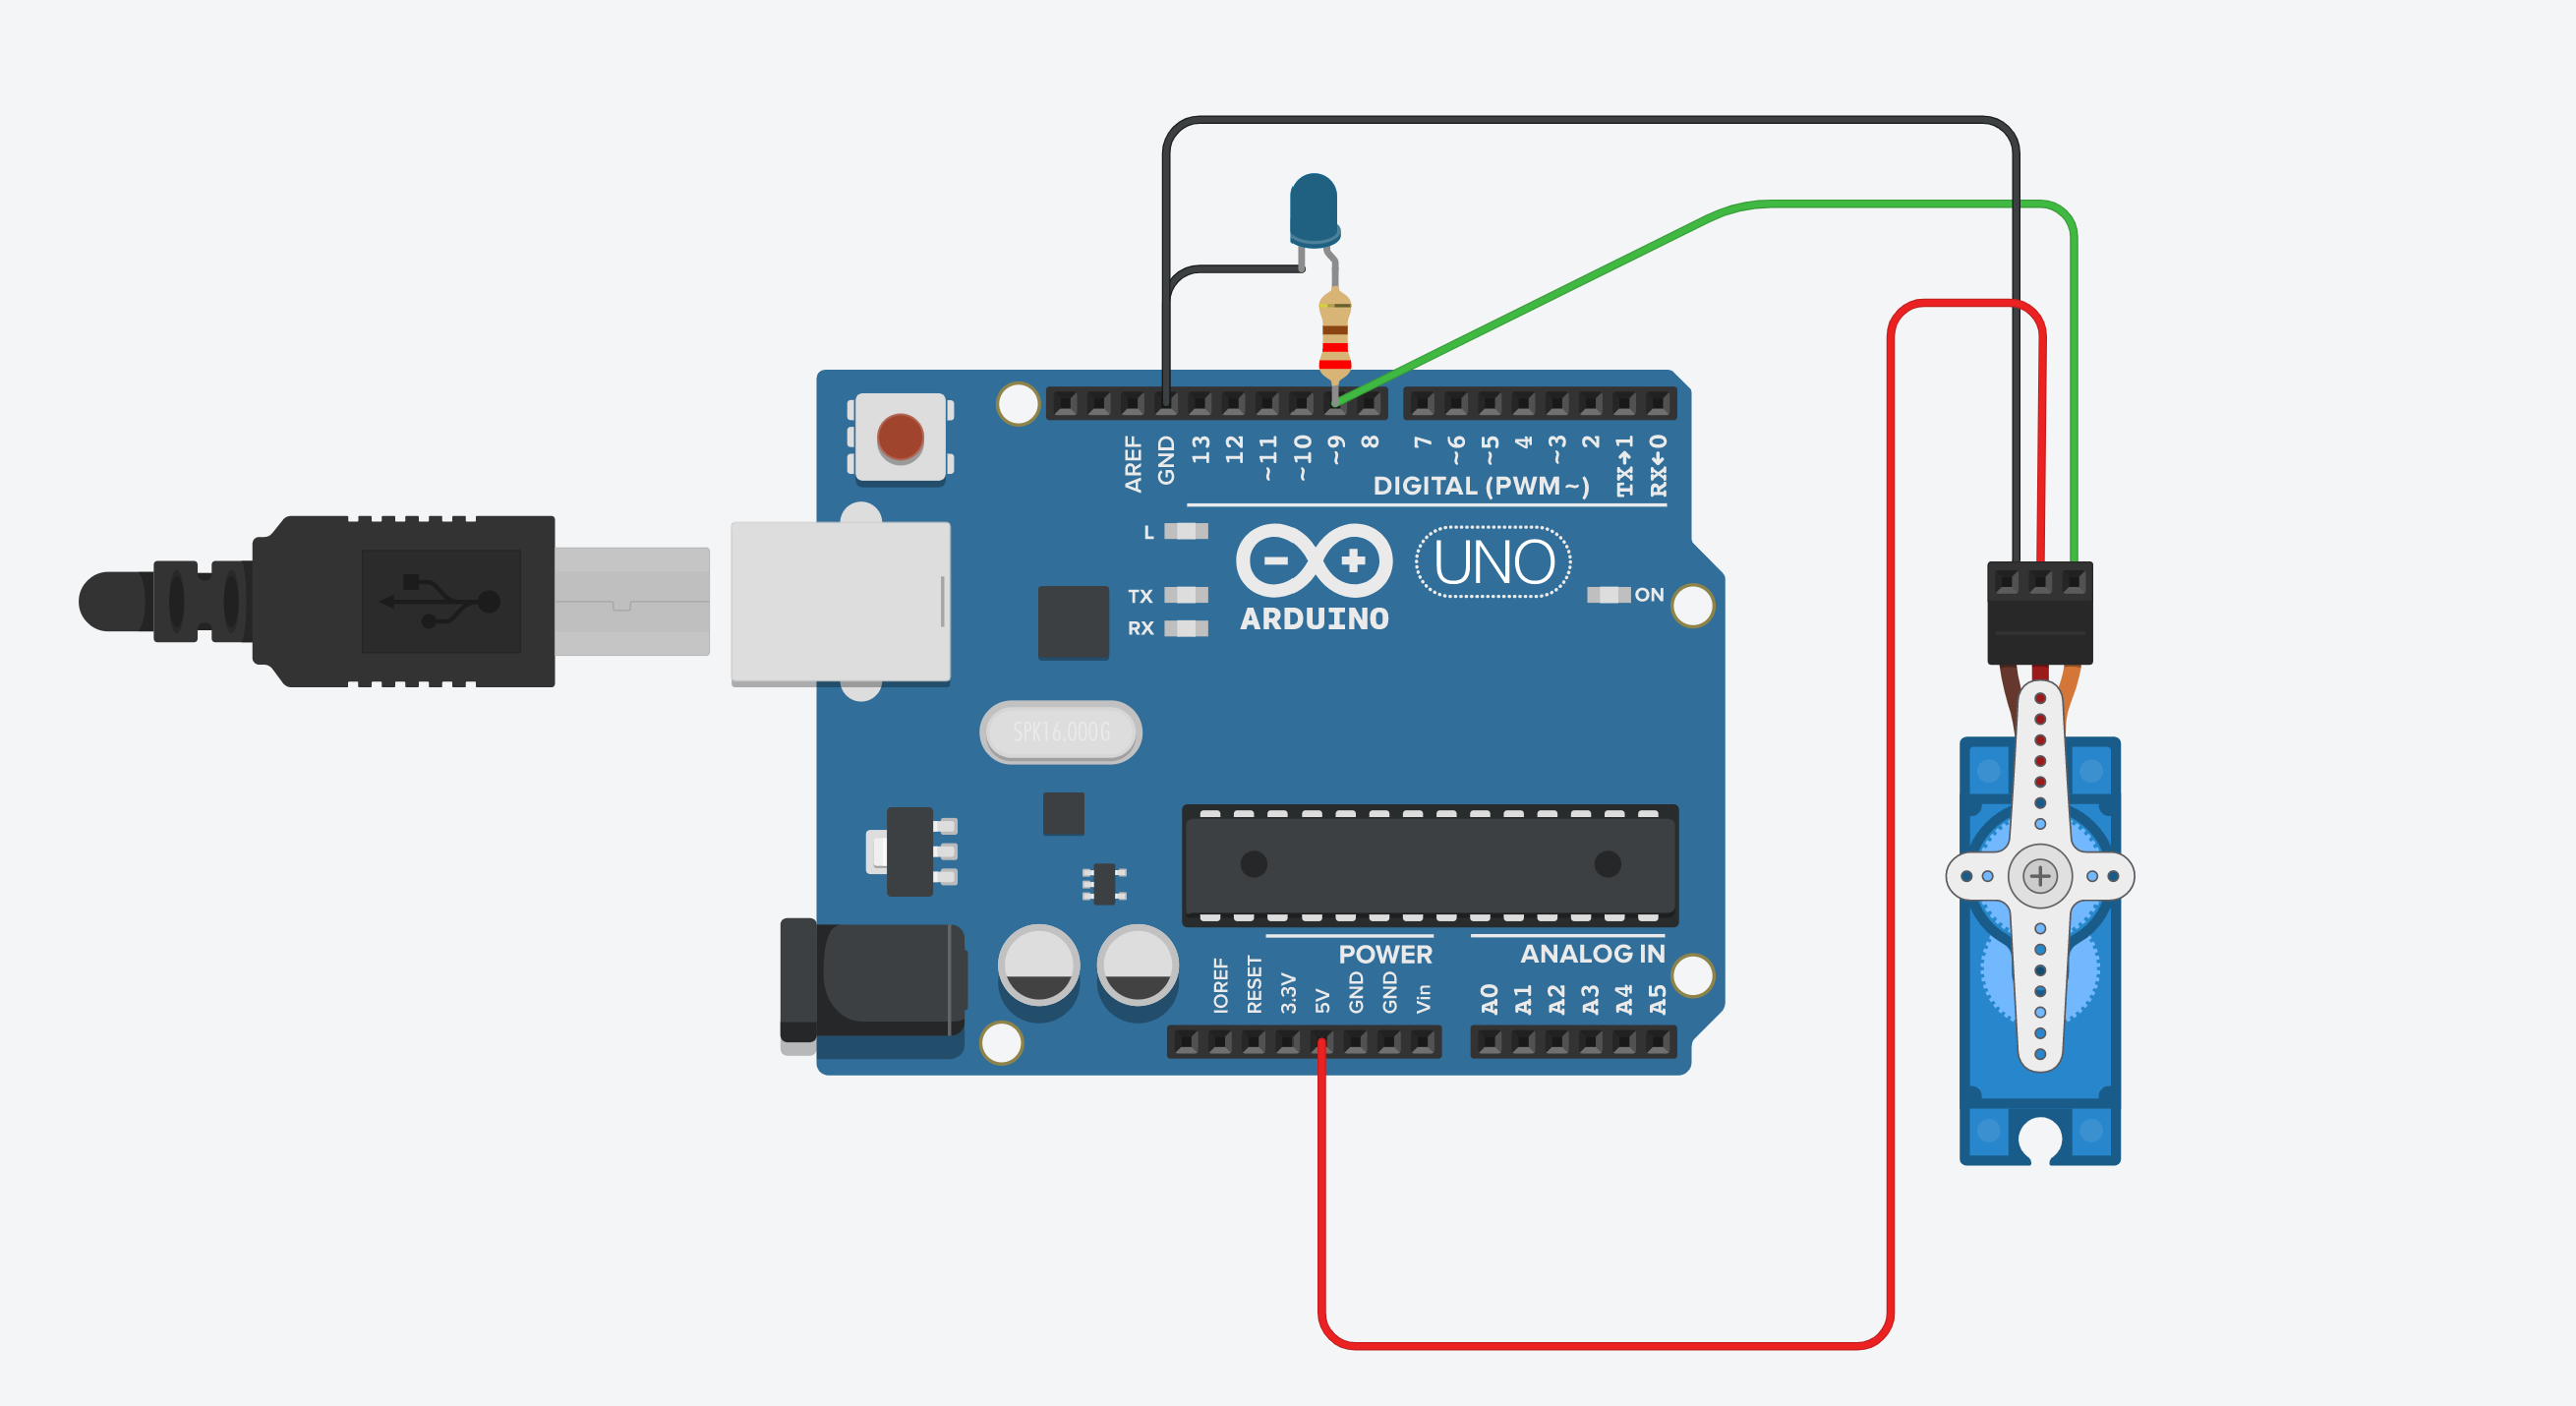 AREF
GND
13
12
~11
~10
~9
8
7
~6
~5
4
~3
2
TX→1
RX←0
DIGITAL (PWM~)
L
TX
RX
UNO
ARDUINO
ON
SPK16.000G
POWER
ANALOG IN
IOREF
RESET
3.3V
5V
GND
GND
Vin
A0
A1
A2
A3
A4
A5